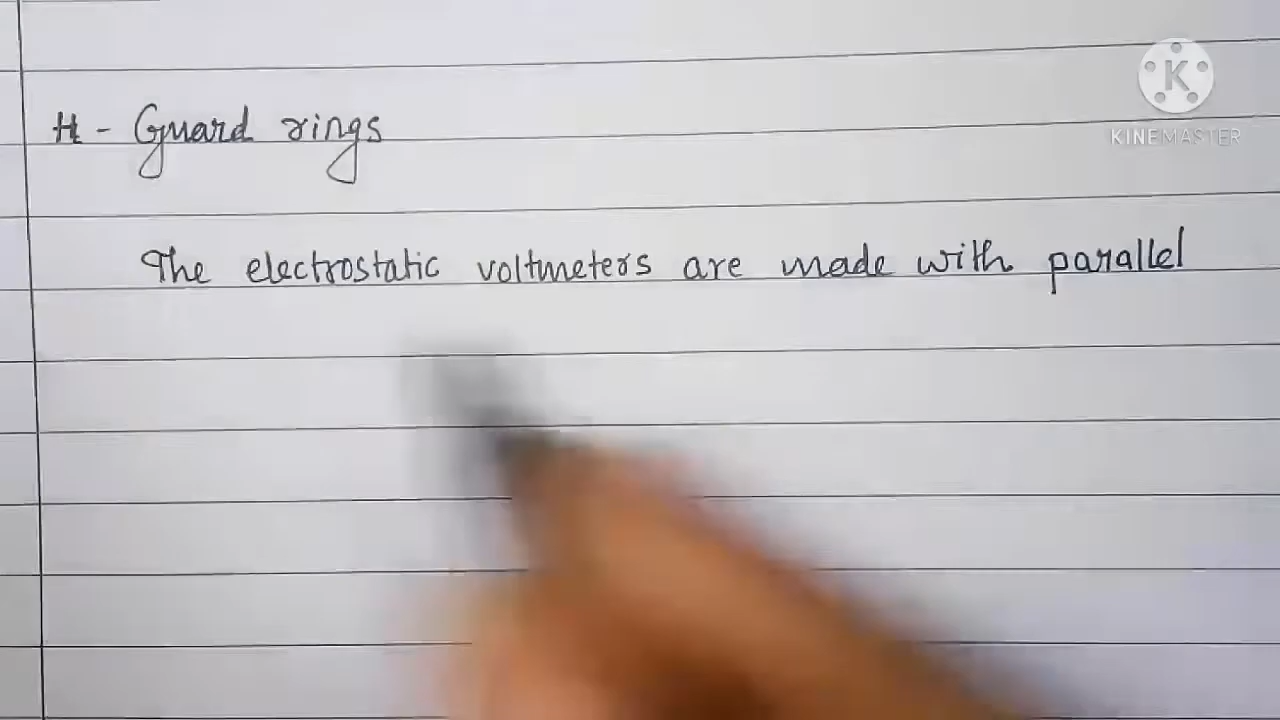 H - Guard rings
The electrostatic voltmeters are made with parallel
K
KINEMASTER